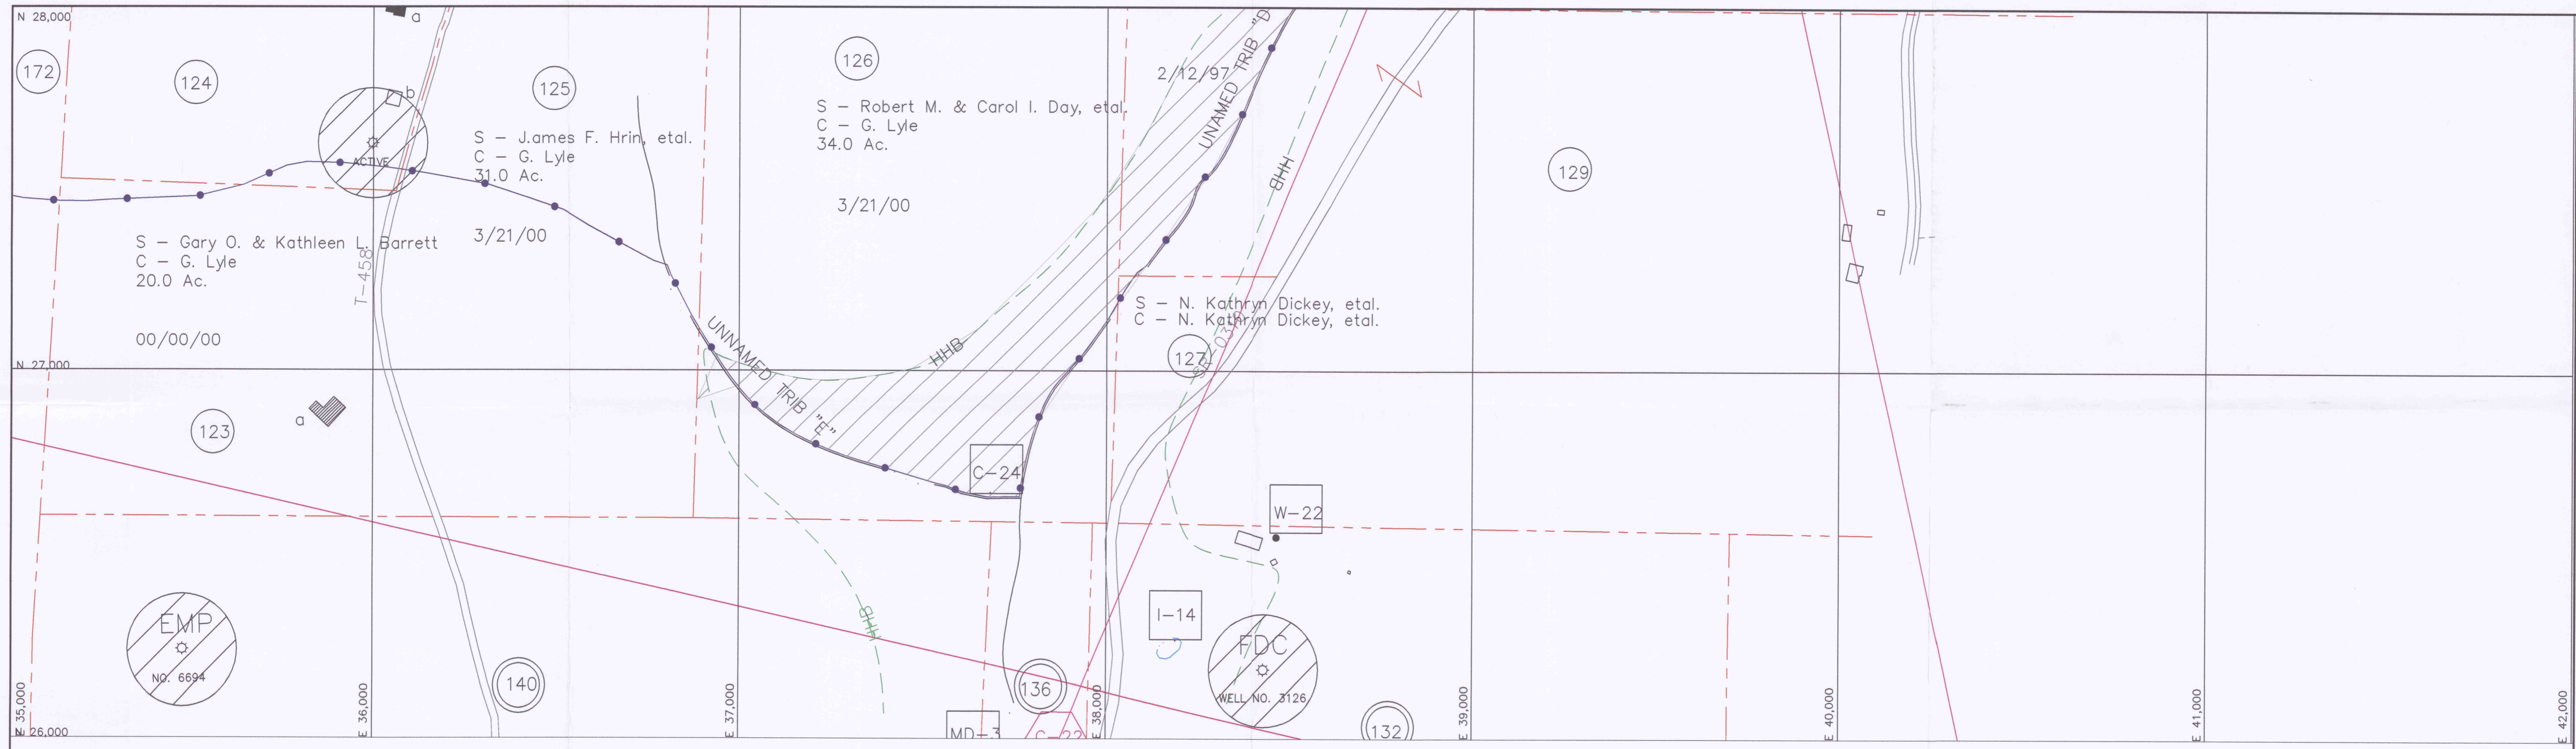 N 28,000
a
172
124
b
125
126
2/12/97
UNAMED TRIB "D
129
S - Robert M. & Carol I. Day, etal.
C - G. Lyle
34.0 Ac.
S - J.ames F. Hrin, etal.
C - G. Lyle
31.0 Ac.
ACTIVE
HHB
3/21/00
3/21/00
S - Gary O. & Kathleen L. Barrett
C - G. Lyle
20.0 Ac.
T-458
00/00/00
S - N. Kathryn Dickey, etal.
C - N. Kathryn Dickey, etal.
127
UNNAMED TRIB "E"
HHB
N 27,000
a
123
C-24
W-22
I-14
EMP
NO. 6694
HHB
FDC
WELL NO. 3126
140
136
132
MD-3
C-22
E 35,000
E 36,000
E 37,000
E 38,000
E 39,000
E 40,000
E 41,000
E 42,000
N 26,000